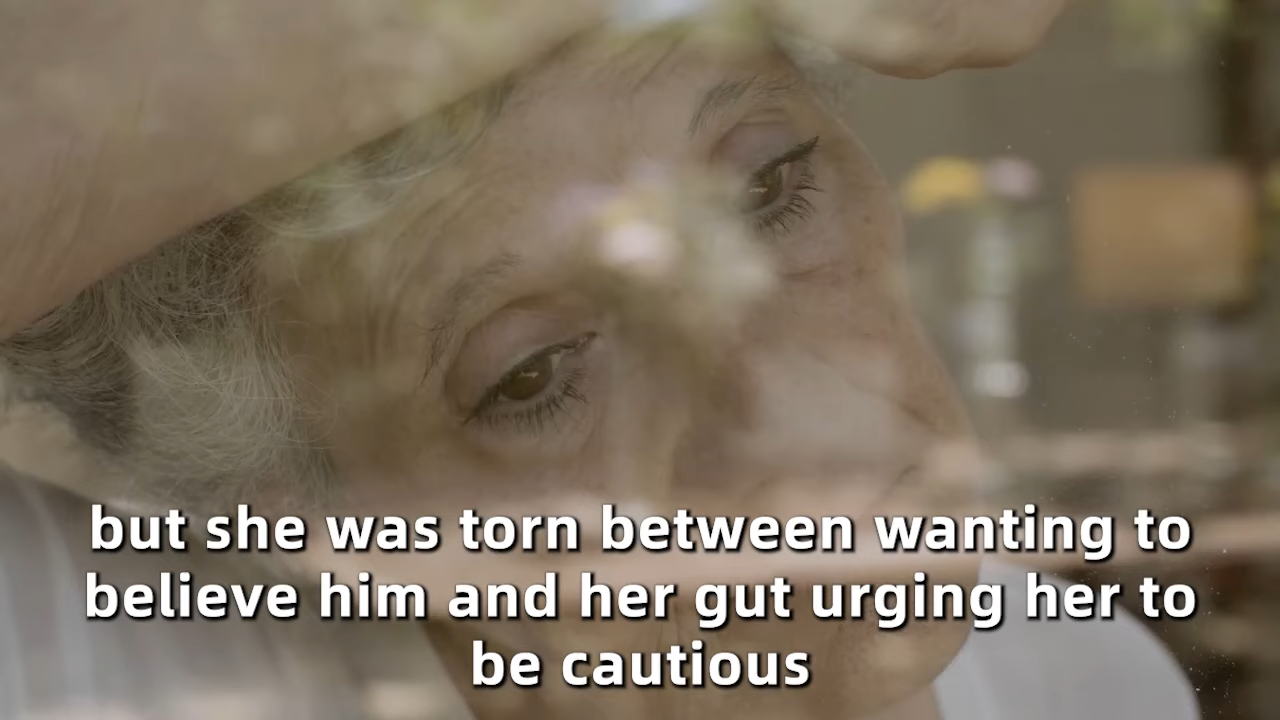 but she was torn between wanting to
believe him and her gut urging her to
be cautious